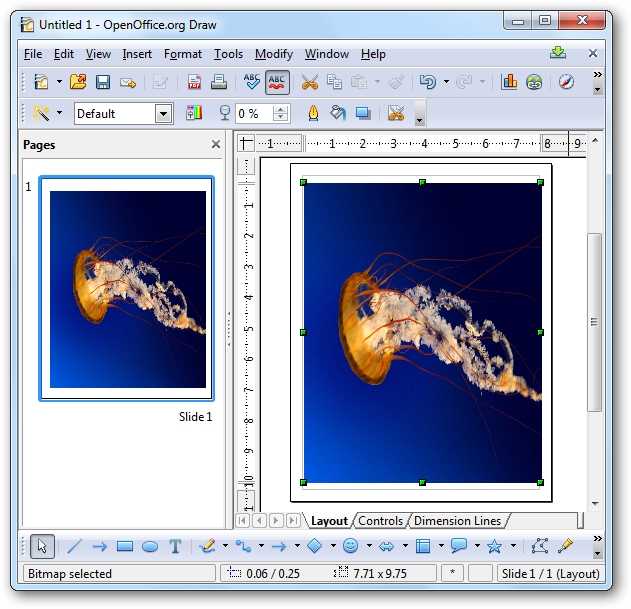 Untitled 1 - OpenOffice.org Draw
File Edit View Insert Format Tools Modify Window Help
ABC ABC
Default 0 %
Pages
1 1 2 3 4 5 6 7 8 9
1
Slide 1
1
2
3
4
5
6
7
8
9
10
Layout Controls Dimension Lines
T
Bitmap selected 0.06 / 0.25 7.71 x 9.75 * Slide 1 / 1 (Layout)